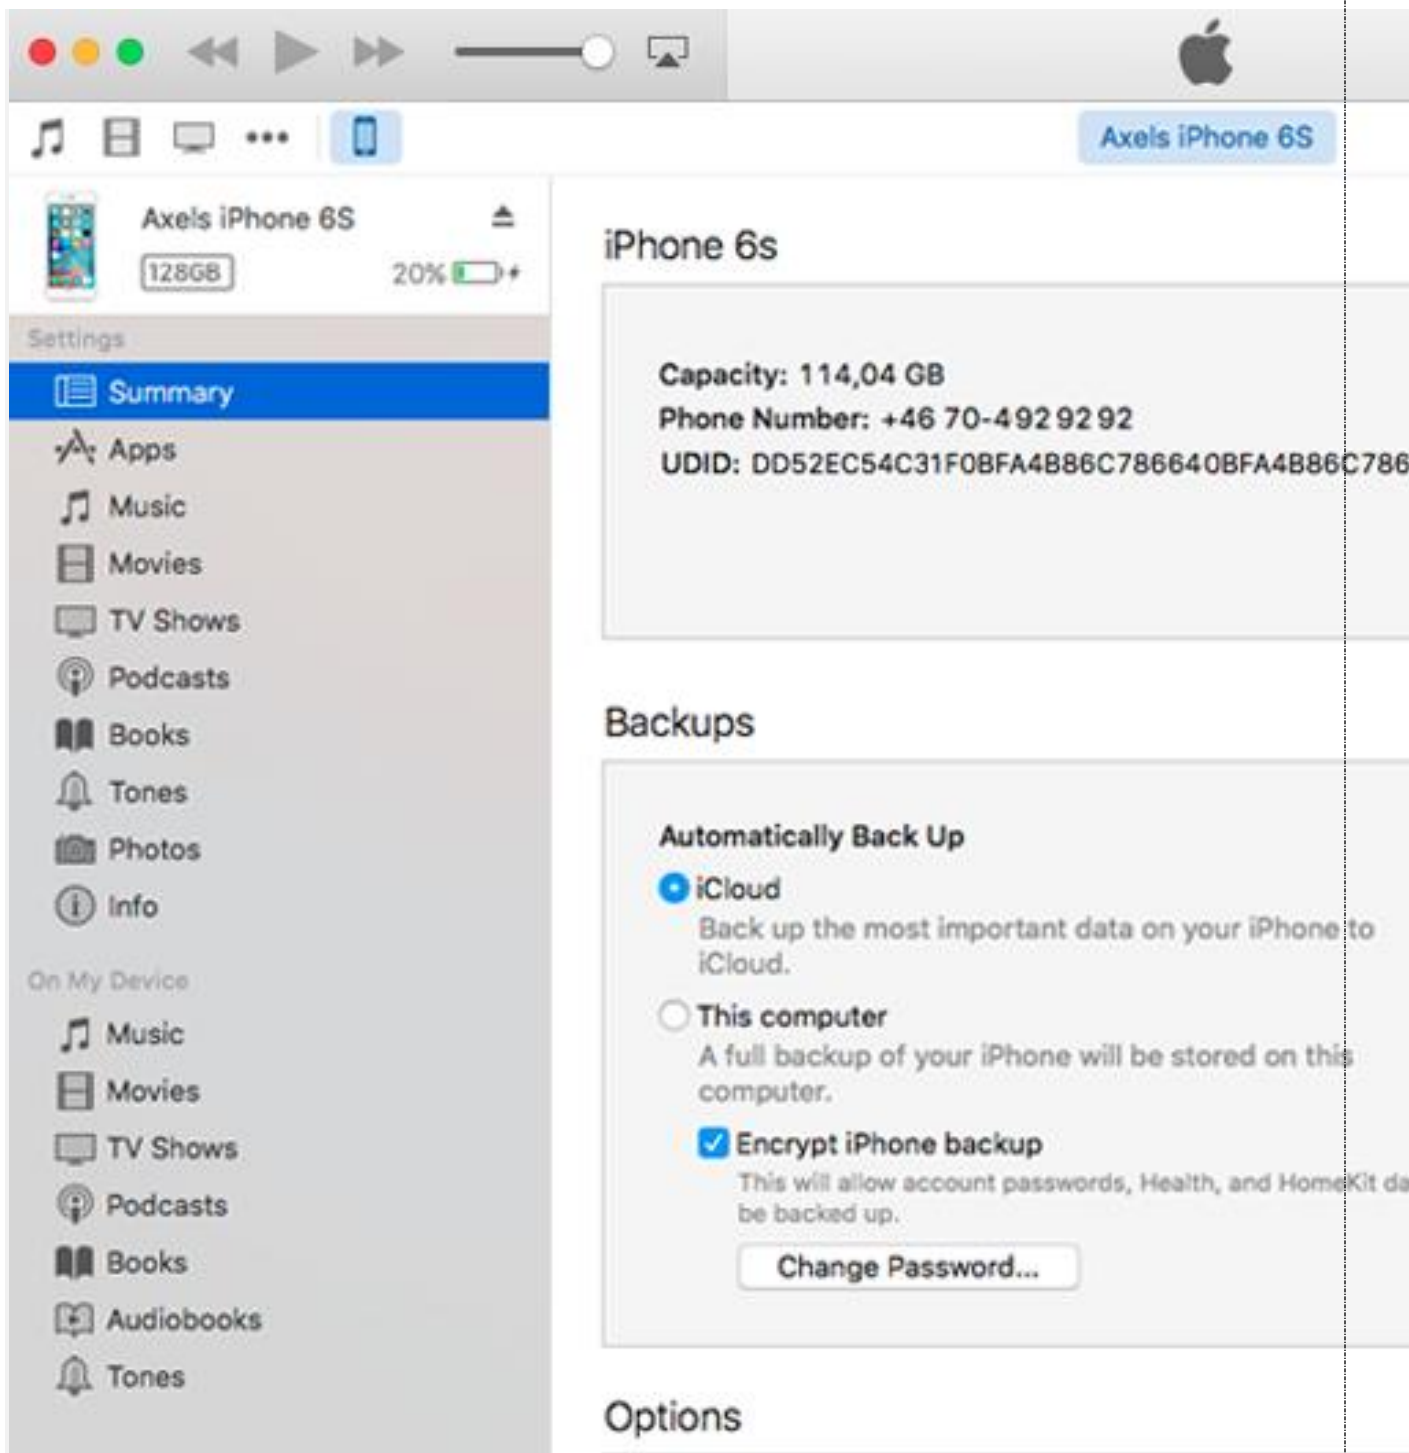 Axels iPhone 6S
Axels iPhone 6S
128GB
20%
Settings
Summary
Apps
Music
Movies
TV Shows
Podcasts
Books
Tones
Photos
Info
On My Device
Music
Movies
TV Shows
Podcasts
Books
Audiobooks
Tones
iPhone 6s
Capacity: 114,04 GB
Phone Number: +46 70-492 92 92
UDID: DD52EC54C31F0BFA4B86C786640BFA4B86C786
Backups
Automatically Back Up
iCloud
Back up the most important data on your iPhone to
iCloud.
This computer
A full backup of your iPhone will be stored on this
computer.
Encrypt iPhone backup
This will allow account passwords, Health, and HomeKit da
be backed up.
Change Password...
Options